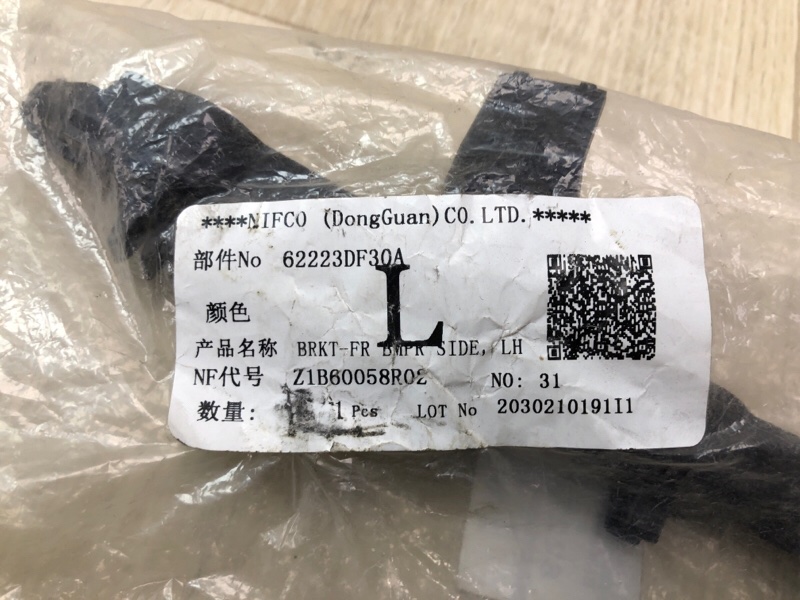 ****NIFCO (DongGuan)CO.LTD.*****
部件No 62223DF30A
L
颜色
产品名称 BRKT-FR BMPR SIDE, LH
NF代号 Z1B60058R02 NO: 31
数量: 1 Pcs LOT No 2030210191I1